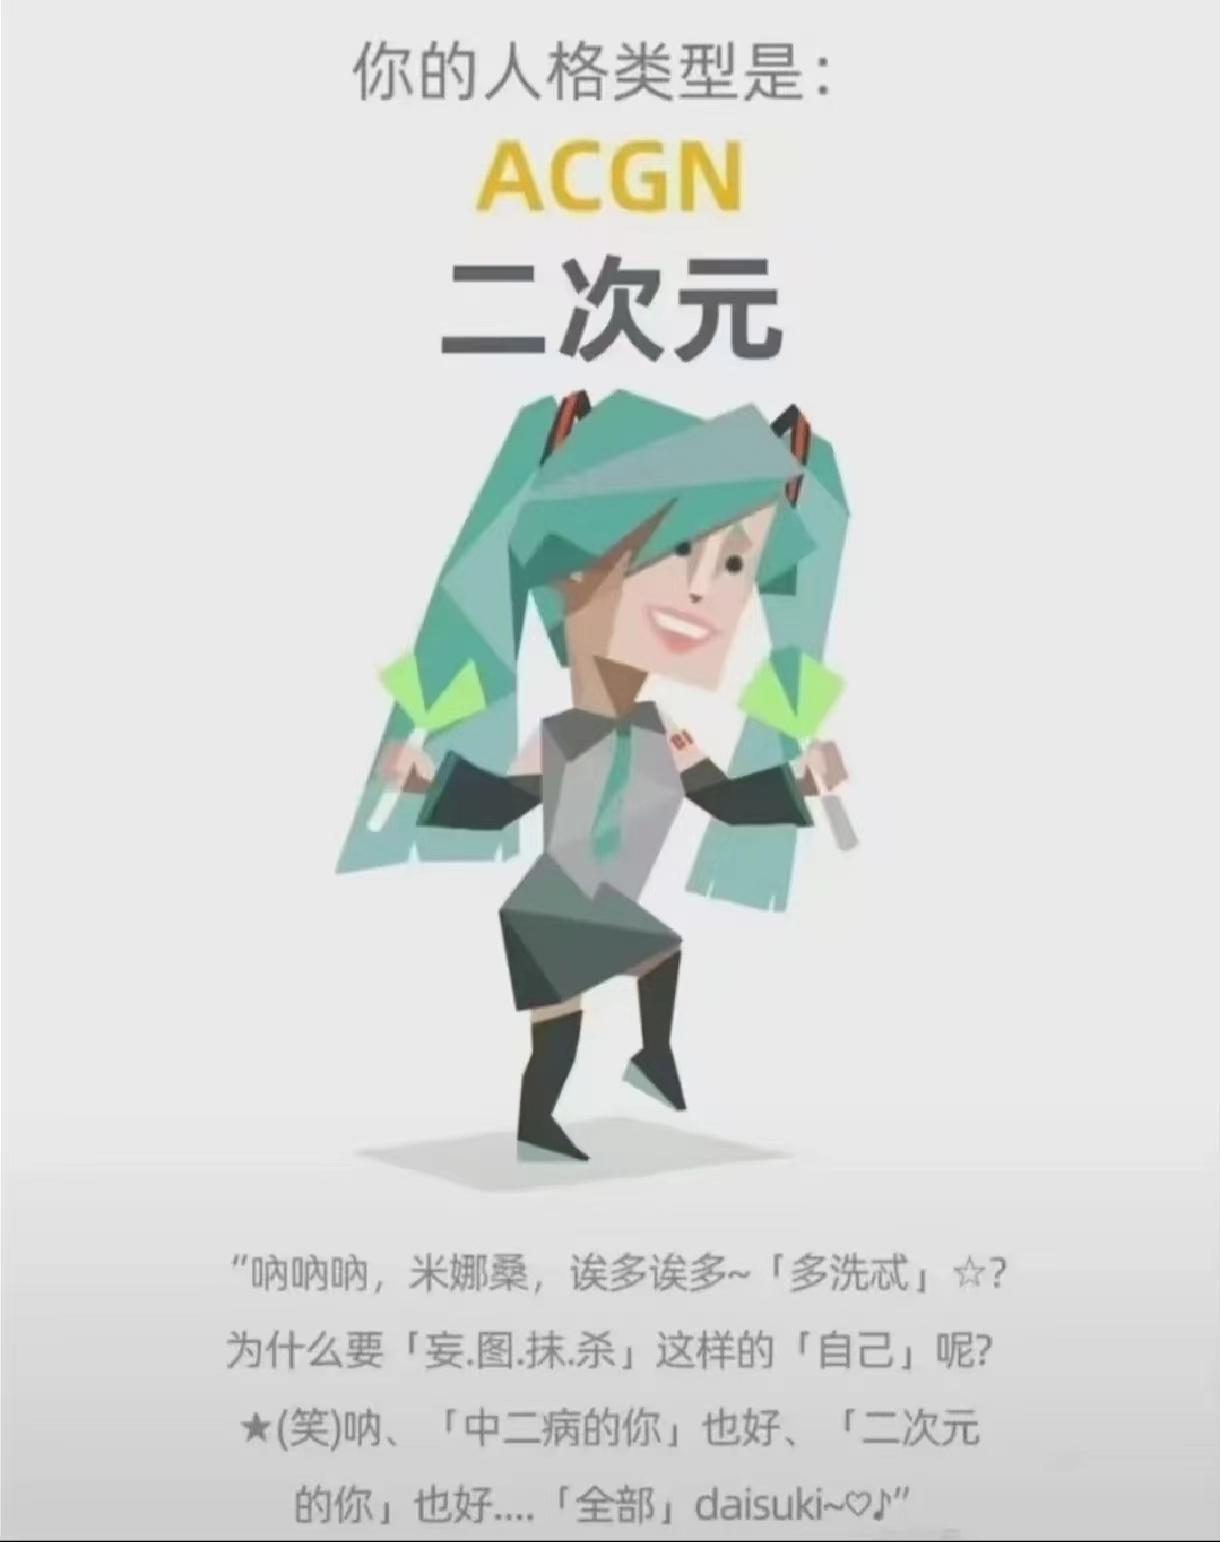 你的人格类型是：
ACGN
二次元
“呐呐呐，米娜桑，诶多诶多~「多洗忒」☆?
为什么要「妄.图.抹.杀」这样的「自己」呢?
★(笑)呐、「中二病的你」也好、「二次元
的你」也好....「全部」daisuki~♡♪”